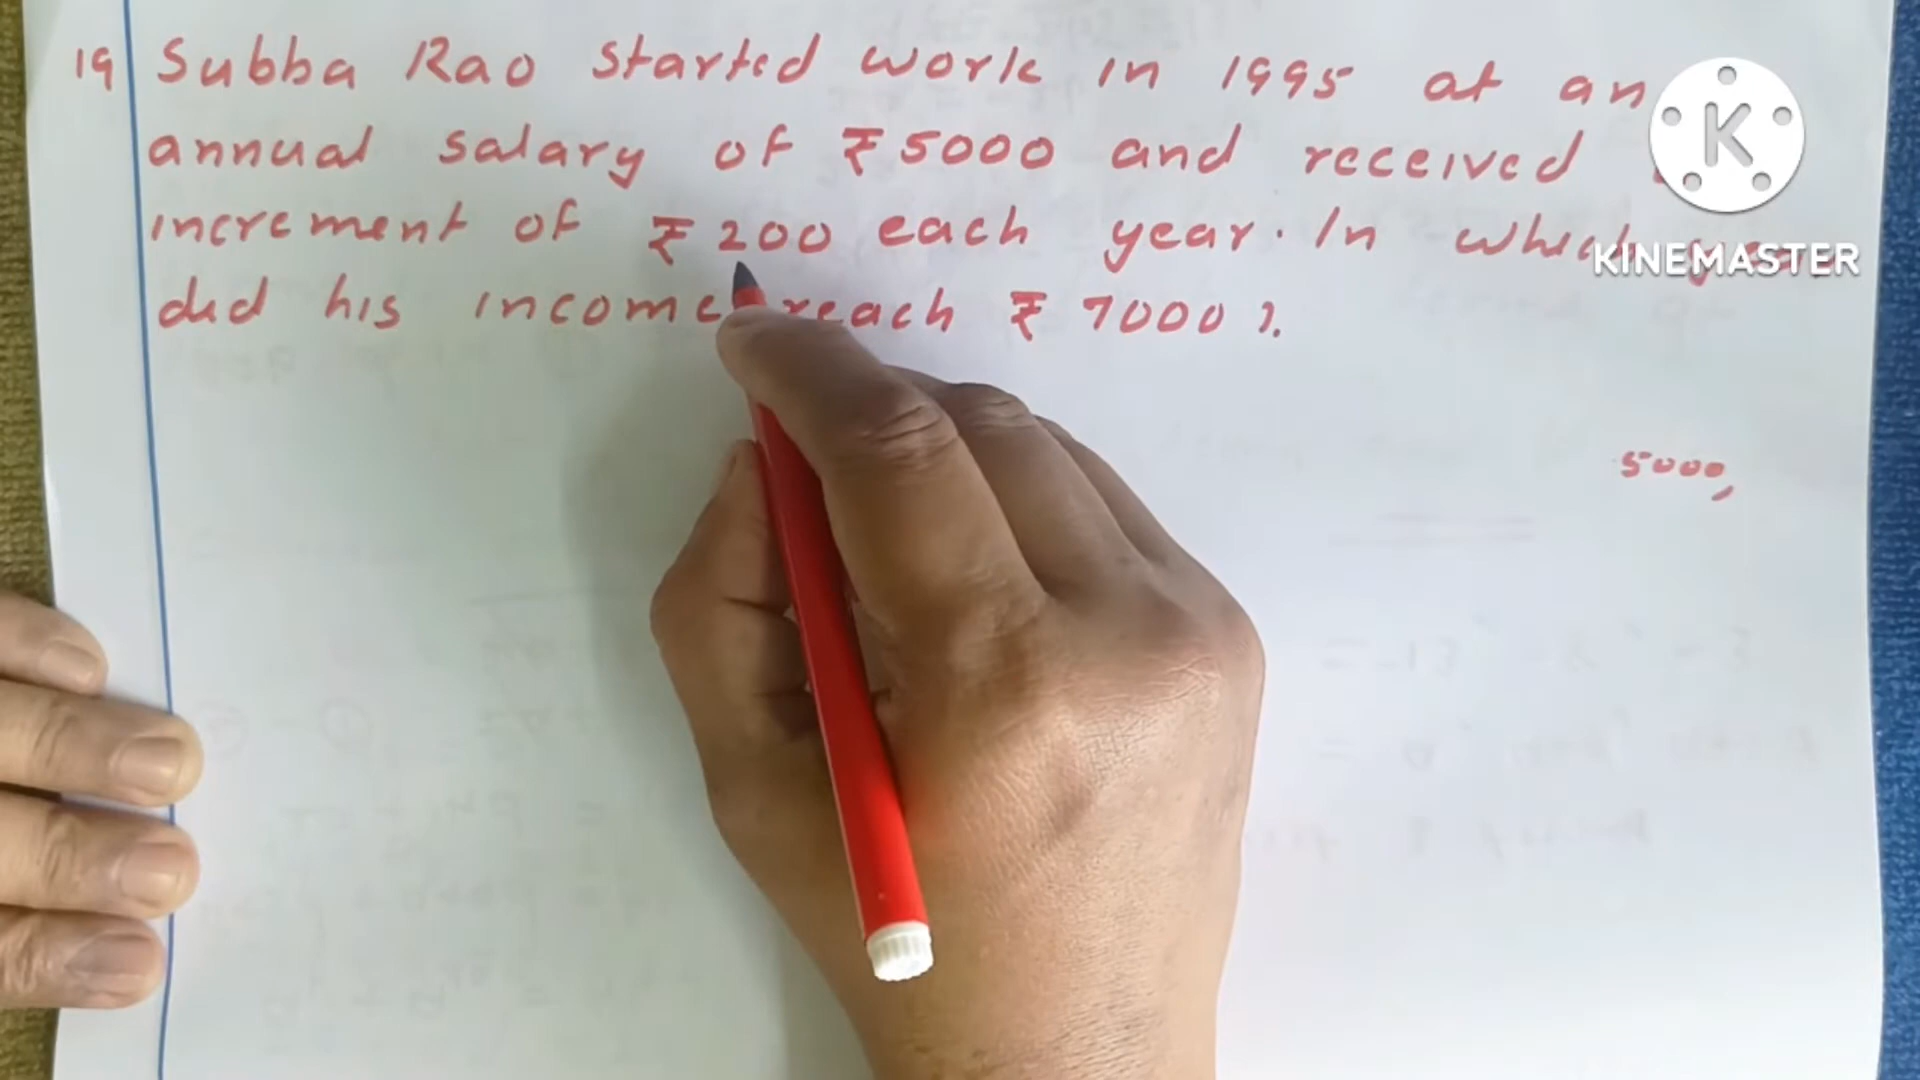 19 Subba Rao started work in 1995 at an
annual salary of ₹ 5000 and received
increment of ₹ 200 each year. In which
did his income reach ₹ 7000 ?.
5000,
K
KINEMASTER